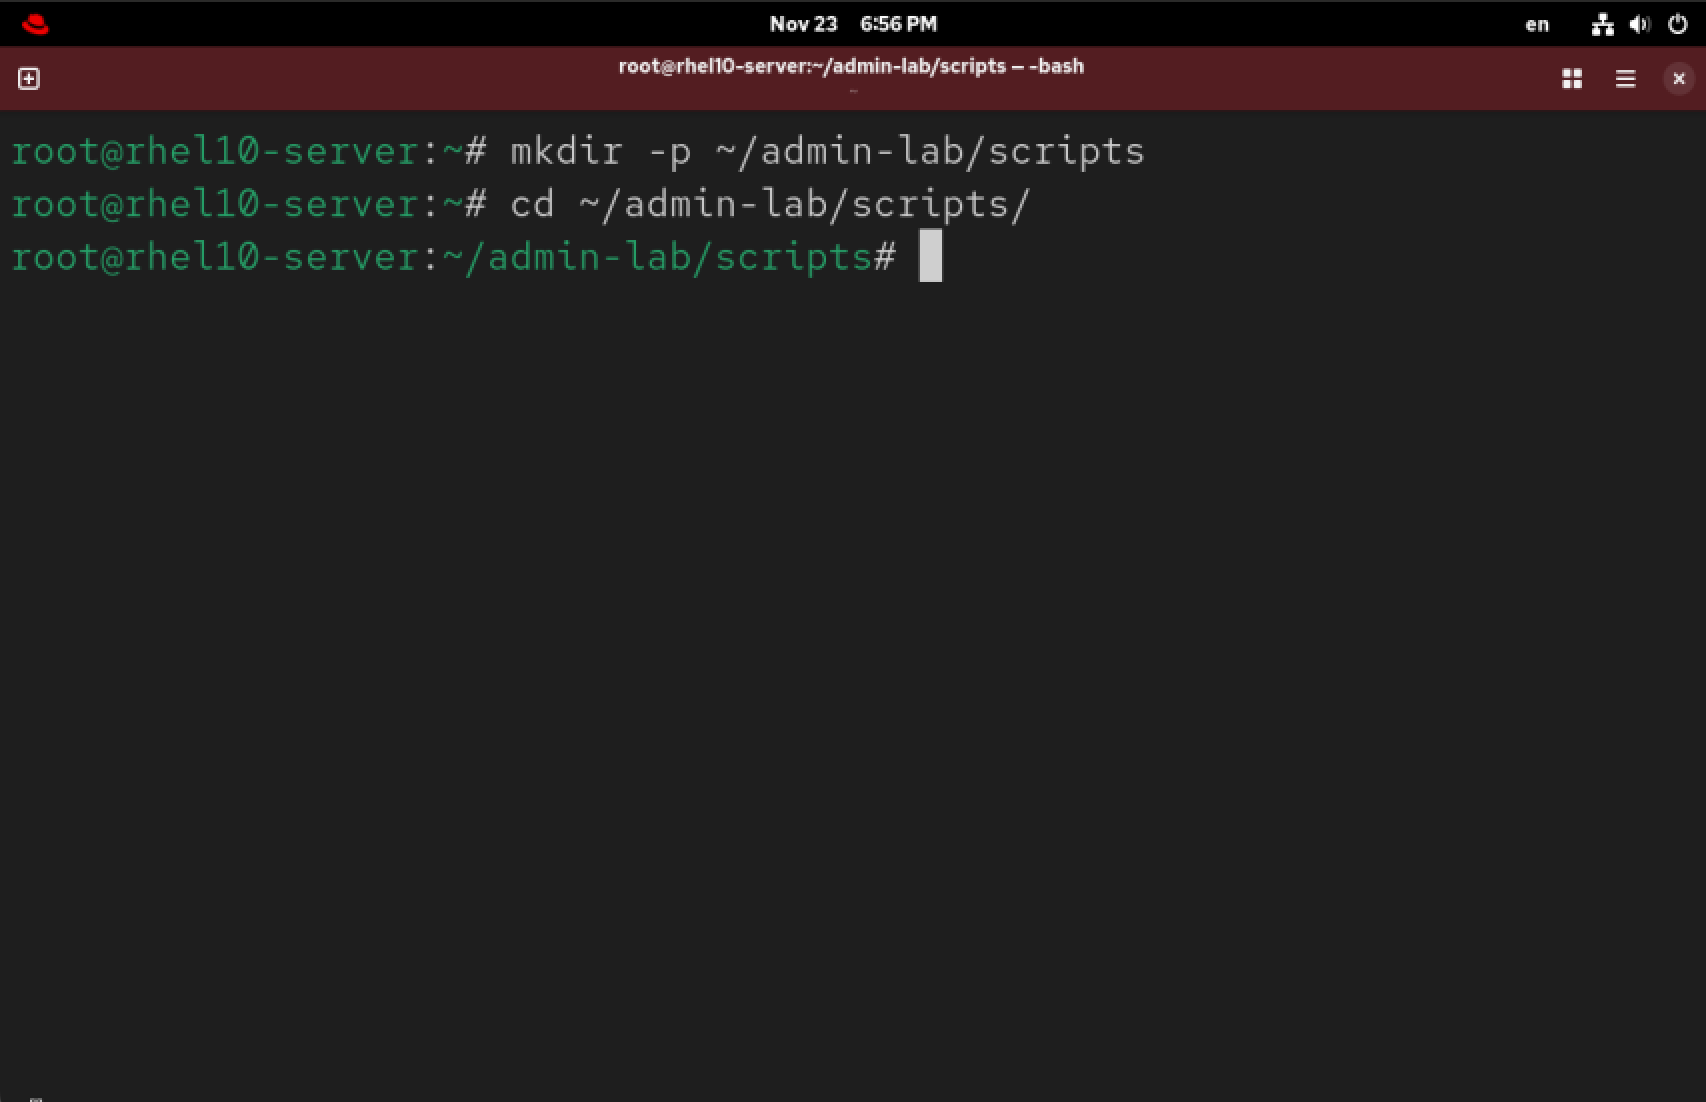 Nov 23 6:56 PM
en
root@rhel10-server:~/admin-lab/scripts – -bash
~
root@rhel10-server:~# mkdir -p ~/admin-lab/scripts
root@rhel10-server:~# cd ~/admin-lab/scripts/
root@rhel10-server:~/admin-lab/scripts#